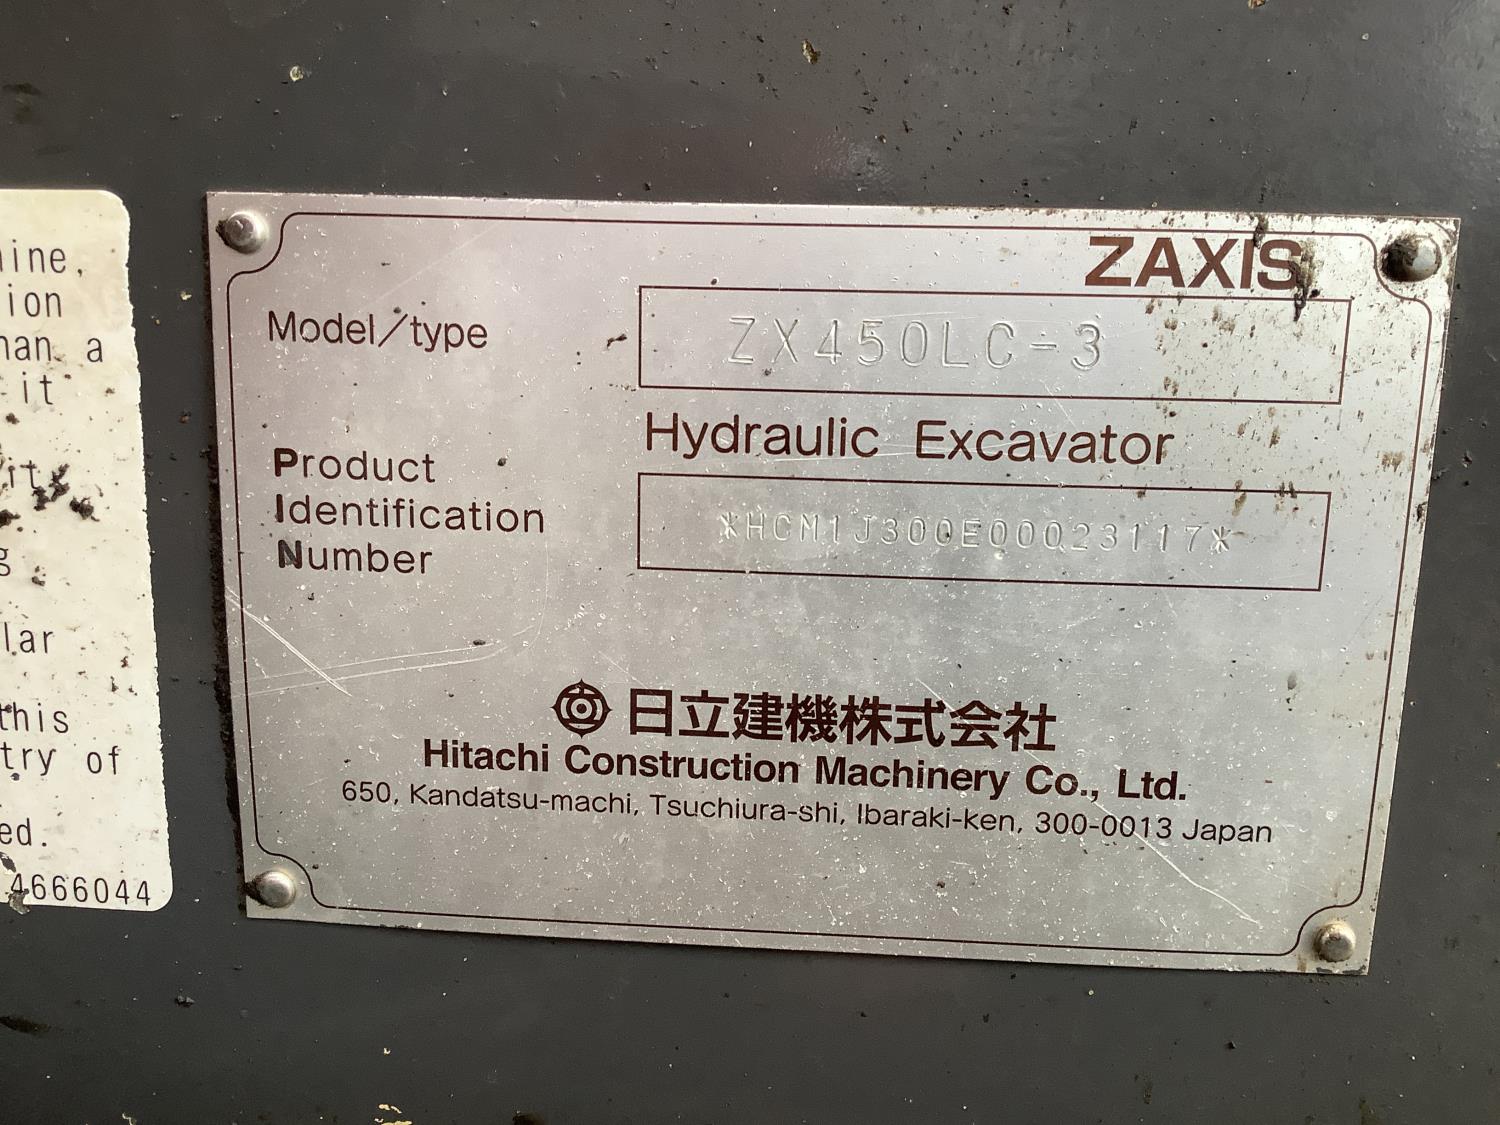 ine,
ion
han a
it
it
g
lar
this
try of
ed.
4666044
ZAXIS
Model/type
ZX450LC-3
Hydraulic Excavator
Product
Identification
Number
*HCM1J300E00023117*
日立建機株式会社
Hitachi Construction Machinery Co., Ltd.
650, Kandatsu-machi, Tsuchiura-shi, Ibaraki-ken, 300-0013 Japan